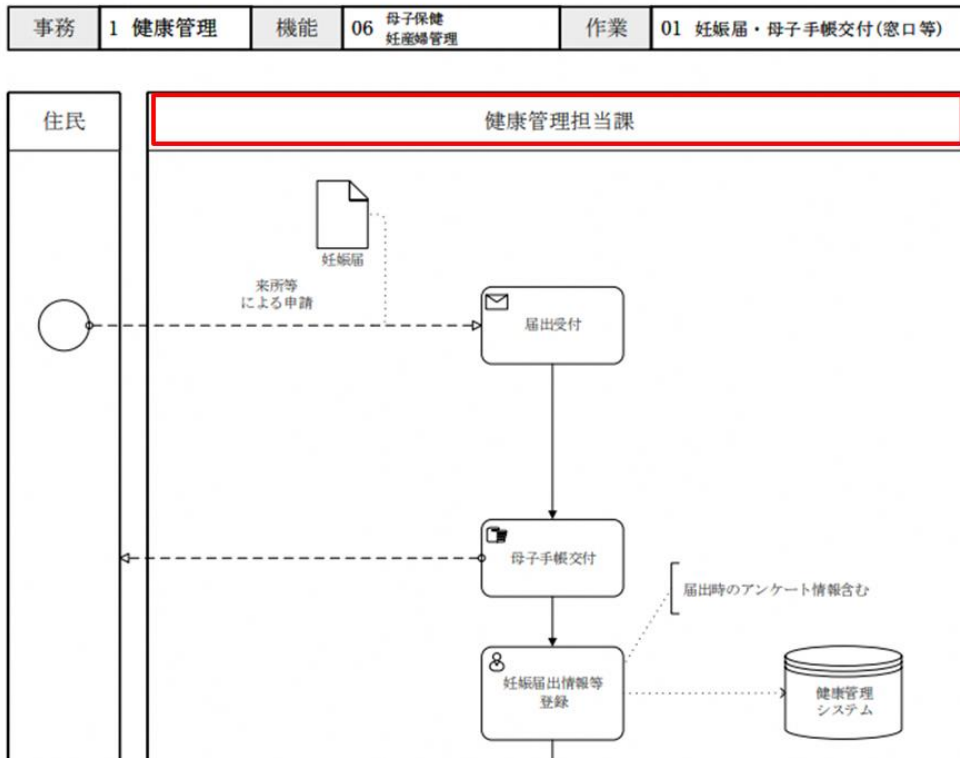 事務
1 健康管理
機能
06
母子保健
妊産婦管理
作業
01 妊娠届・母子手帳交付(窓口等)
住民
健康管理担当課
妊娠届
来所等
による申請
届出受付
母子手帳交付
届出時のアンケート情報含む
妊娠届出情報等
登録
健康管理
システム